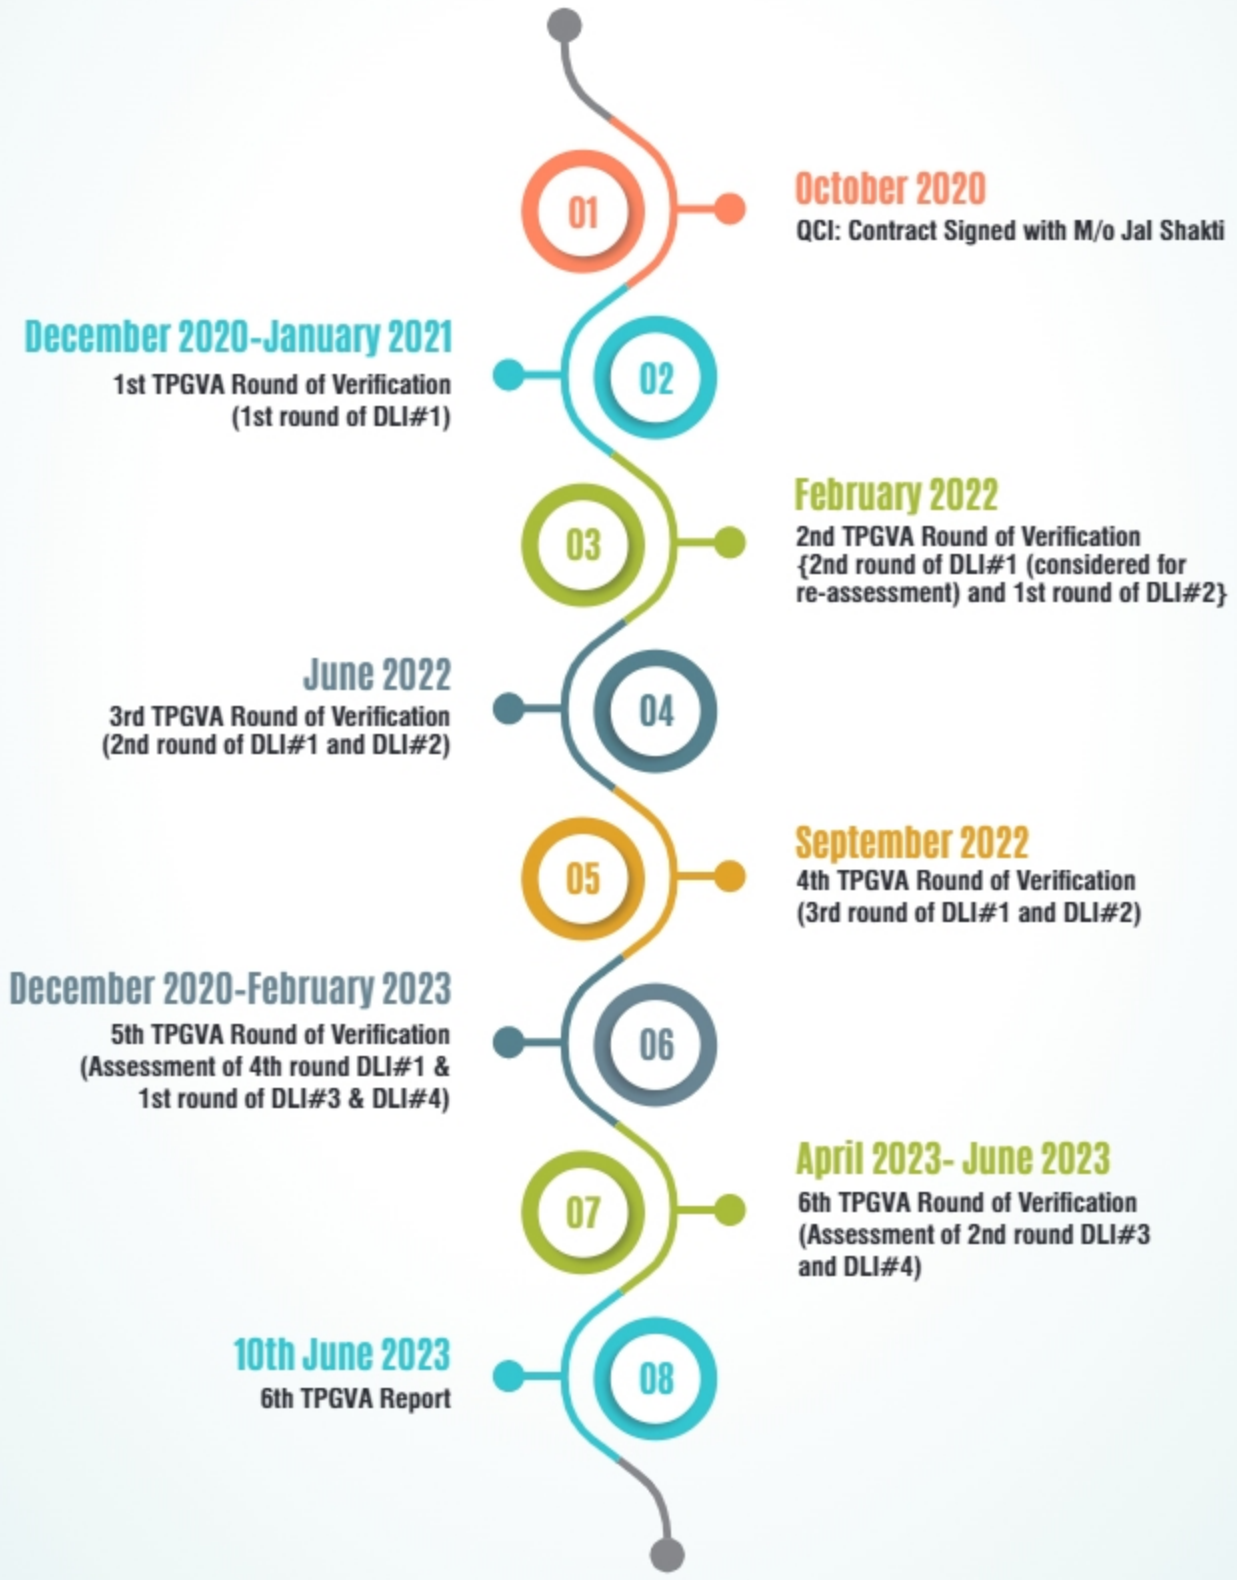 01
October 2020
QCI: Contract Signed with M/o Jal Shakti
December 2020-January 2021
1st TPGVA Round of Verification
(1st round of DLI#1)
02
03
February 2022
2nd TPGVA Round of Verification
{2nd round of DLI#1 (considered for
re-assessment) and 1st round of DLI#2}
June 2022
3rd TPGVA Round of Verification
(2nd round of DLI#1 and DLI#2)
04
05
September 2022
4th TPGVA Round of Verification
(3rd round of DLI#1 and DLI#2)
December 2020-February 2023
5th TPGVA Round of Verification
(Assessment of 4th round DLI#1 &
1st round of DLI#3 & DLI#4)
06
07
April 2023- June 2023
6th TPGVA Round of Verification
(Assessment of 2nd round DLI#3
and DLI#4)
10th June 2023
6th TPGVA Report
08